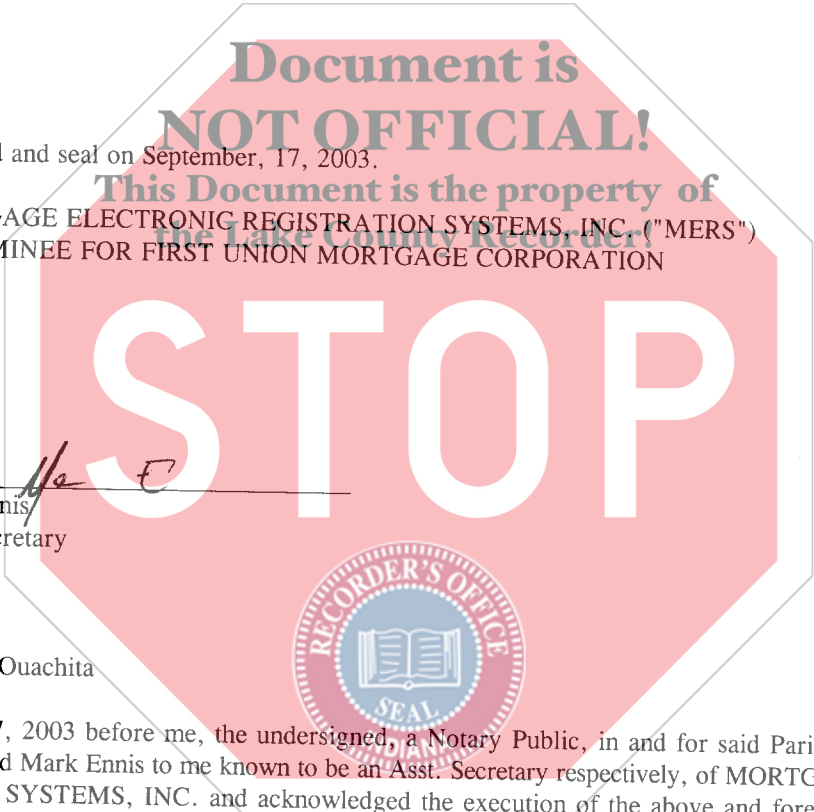 Document is
NOT OFFICIAL!
and seal on September, 17, 2003.
This Document is the property of
GAGE ELECTRONIC REGISTRATION SYSTEMS, INC. ("MERS")
the Lake County Recorder!
MINEE FOR FIRST UNION MORTGAGE CORPORATION
STOP
nis
cretary
RECORDER'S OFFICE
Ouachita
SEAL
, 2003 before me, the undersigned, a Notary Public, in and for said Pari
INDIANA
d Mark Ennis to me known to be an Asst. Secretary respectively, of MORTG
SYSTEMS, INC. and acknowledged the execution of the above and fore